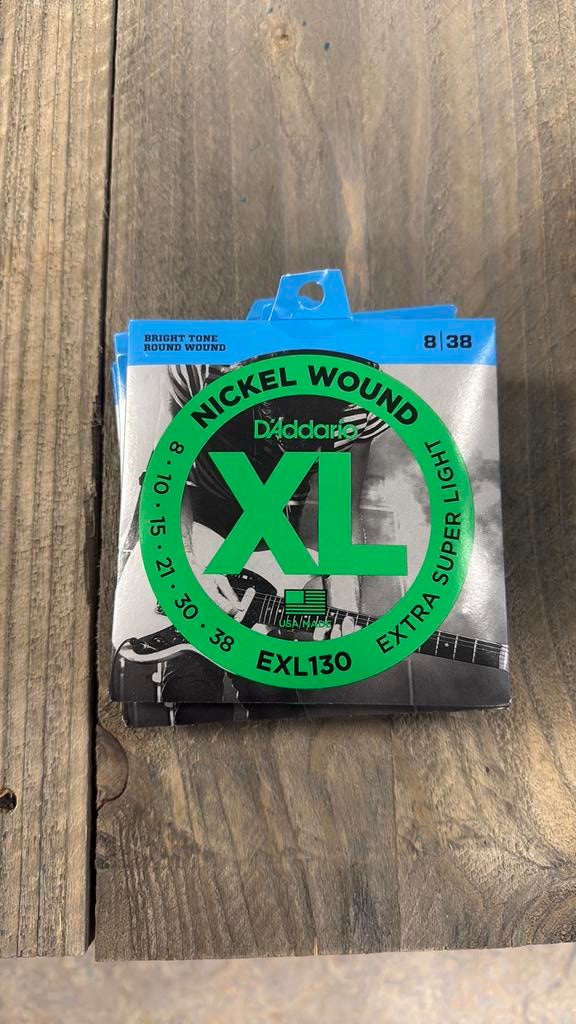 BRIGHT TONE
ROUND WOUND
8|38
NICKEL WOUND
D'Addario
XL
8 • 10 • 15 • 21 • 30 • 38
EXTRA SUPER LIGHT
USA MADE
EXL130